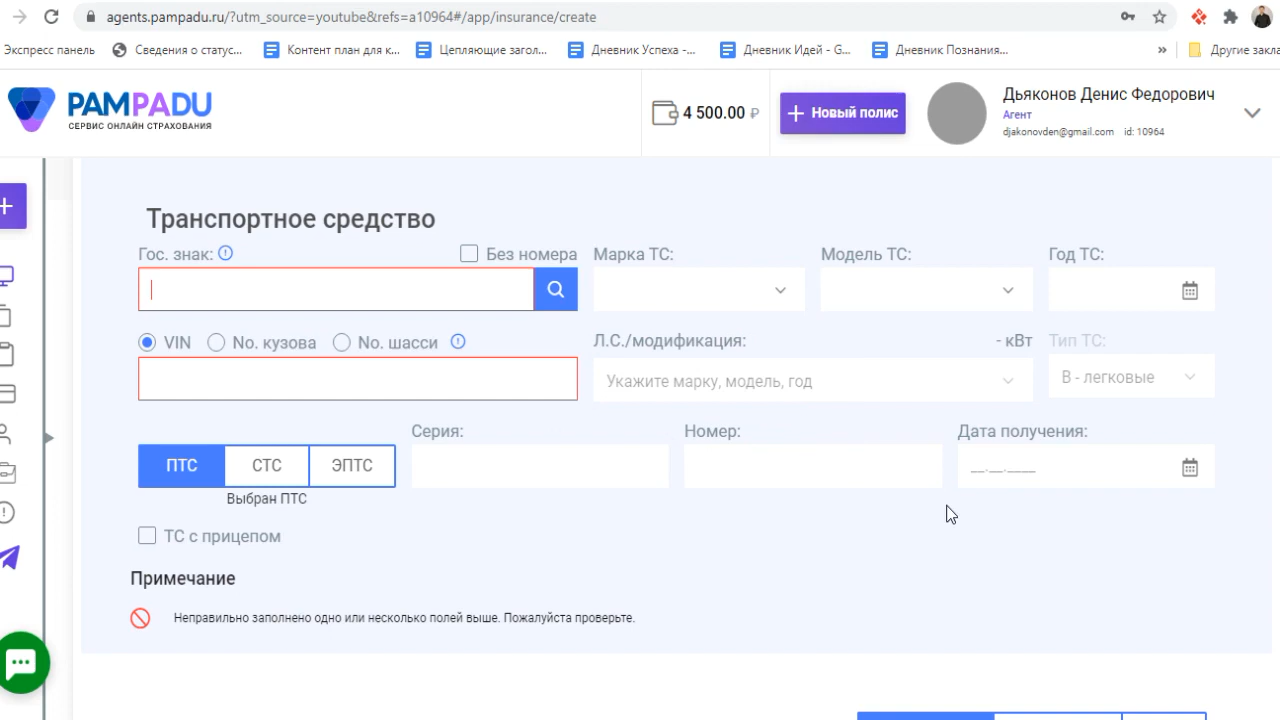 agents.pampadu.ru/?utm_source=youtube&refs=a10964#/app/insurance/create
Экспресс панель
Сведения о статус...
Контент план для к...
Цепляющие загол...
Дневник Успеха -...
Дневник Идей - G...
Дневник Познания...
»
Другие закла
PAMPADU
СЕРВИС ОНЛАЙН СТРАХОВАНИЯ
4 500.00 ₽
+ Новый полис
Дьяконов Денис Федорович
Агент
djakonovden@gmail.com id: 10964
Транспортное средство
Гос. знак:
Без номера
Марка ТС:
Модель ТС:
Год ТС:
VIN
No. кузова
No. шасси
Л.С./модификация:
- кВт
Тип ТС:
Укажите марку, модель, год
B - легковые
Серия:
Номер:
Дата получения:
ПТС
СТС
ЭПТС
__.__.____
Выбран ПТС
ТС с прицепом
Примечание
Неправильно заполнено одно или несколько полей выше. Пожалуйста проверьте.